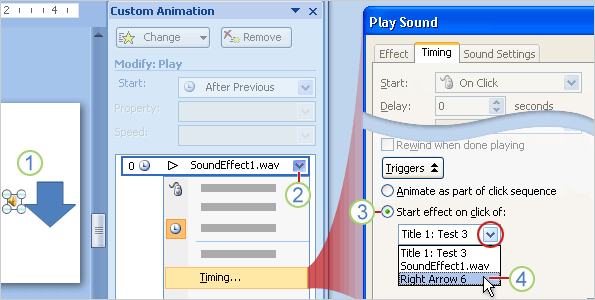 2 4
1
Custom Animation
Change
Remove
Modify: Play
Start:
After Previous
Property:
Speed:
0 SoundEffect1.wav
2
Timing...
Play Sound
Effect Timing Sound Settings
Start: On Click
Delay: 0 seconds
Rewind when done playing
Triggers
Animate as part of click sequence
3 Start effect on click of:
Title 1: Test 3
Title 1: Test 3
SoundEffect1.wav
Right Arrow 6 4